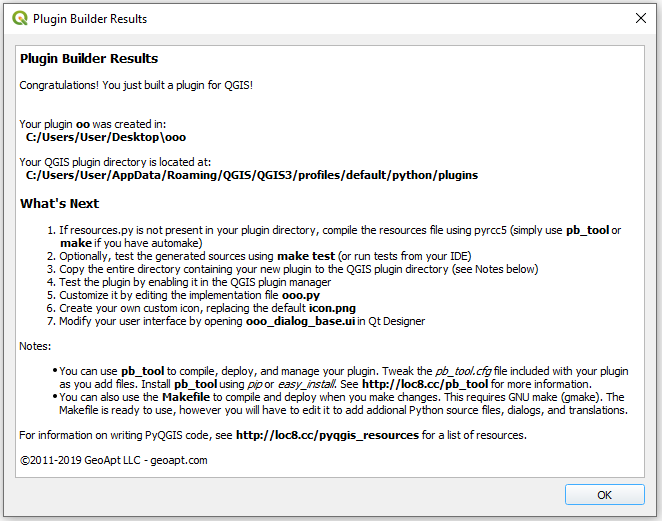 Plugin Builder Results
Plugin Builder Results
Congratulations! You just built a plugin for QGIS!
Your plugin oo was created in:
C:/Users/User/Desktop\ooo
Your QGIS plugin directory is located at:
C:/Users/User/AppData/Roaming/QGIS/QGIS3/profiles/default/python/plugins
What's Next
1. If resources.py is not present in your plugin directory, compile the resources file using pyrcc5 (simply use pb_tool or
make if you have automake)
2. Optionally, test the generated sources using make test (or run tests from your IDE)
3. Copy the entire directory containing your new plugin to the QGIS plugin directory (see Notes below)
4. Test the plugin by enabling it in the QGIS plugin manager
5. Customize it by editing the implementation file ooo.py
6. Create your own custom icon, replacing the default icon.png
7. Modify your user interface by opening ooo_dialog_base.ui in Qt Designer
Notes:
• You can use pb_tool to compile, deploy, and manage your plugin. Tweak the pb_tool.cfg file included with your plugin
as you add files. Install pb_tool using pip or easy_install. See http://loc8.cc/pb_tool for more information.
• You can also use the Makefile to compile and deploy when you make changes. This requires GNU make (gmake). The
Makefile is ready to use, however you will have to edit it to add addional Python source files, dialogs, and translations.
For information on writing PyQGIS code, see http://loc8.cc/pyqgis_resources for a list of resources.
©2011-2019 GeoApt LLC - geoapt.com
OK